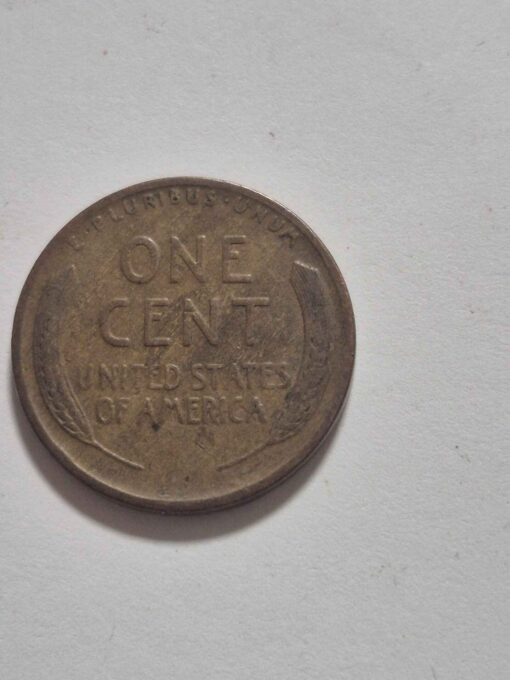 E·PLURIBUS·UNUM
ONE
CENT
UNITED STATES
OF AMERICA